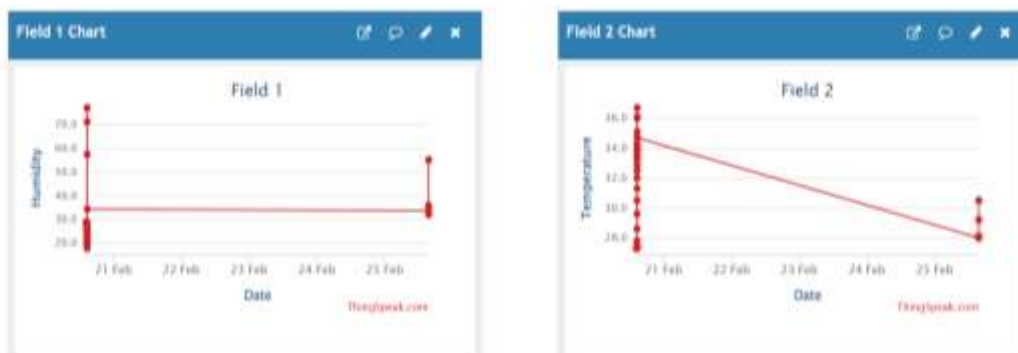 Field 1 Chart
Field 1
Humidity
70.0
60.0
50.0
40.0
30.0
20.0
21 Feb
22 Feb
23 Feb
24 Feb
25 Feb
Date
ThingSpeak.com
Field 2 Chart
Field 2
Temperature
36.0
34.0
32.0
30.0
28.0
21 Feb
22 Feb
23 Feb
24 Feb
25 Feb
Date
ThingSpeak.com